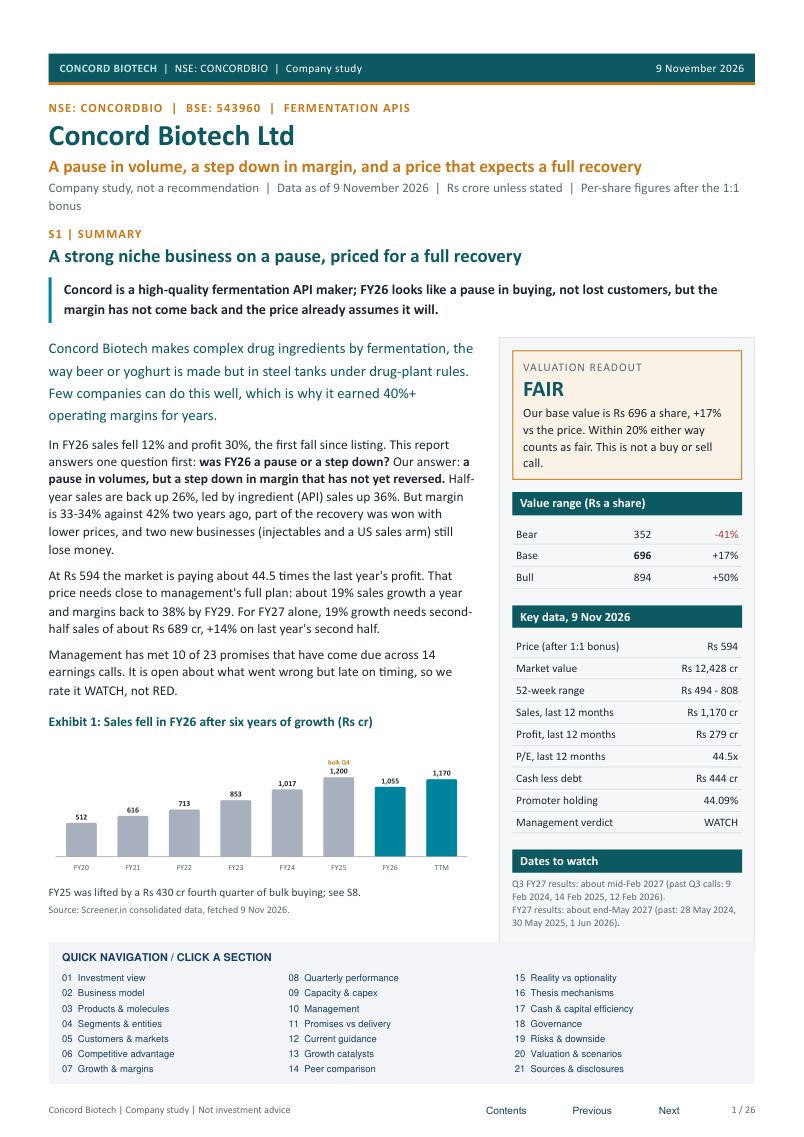 CONCORD BIOTECH | NSE: CONCORDBIO | Company study
9 November 2026
NSE: CONCORDBIO | BSE: 543960 | FERMENTATION APIS
Concord Biotech Ltd
A pause in volume, a step down in margin, and a price that expects a full recovery
Company study, not a recommendation | Data as of 9 November 2026 | Rs crore unless stated | Per-share figures after the 1:1
bonus
S1 | SUMMARY
A strong niche business on a pause, priced for a full recovery
Concord is a high-quality fermentation API maker; FY26 looks like a pause in buying, not lost customers, but the
margin has not come back and the price already assumes it will.
Concord Biotech makes complex drug ingredients by fermentation, the
way beer or yoghurt is made but in steel tanks under drug-plant rules.
Few companies can do this well, which is why it earned 40%+
operating margins for years.
In FY26 sales fell 12% and profit 30%, the first fall since listing. This report
answers one question first: was FY26 a pause or a step down? Our answer: a
pause in volumes, but a step down in margin that has not yet reversed. Half-
year sales are back up 26%, led by ingredient (API) sales up 36%. But margin
is 33-34% against 42% two years ago, part of the recovery was won with
lower prices, and two new businesses (injectables and a US sales arm) still
lose money.
At Rs 594 the market is paying about 44.5 times the last year's profit. That
price needs close to management's full plan: about 19% sales growth a year
and margins back to 38% by FY29. For FY27 alone, 19% growth needs second-
half sales of about Rs 689 cr, +14% on last year's second half.
Management has met 10 of 23 promises that have come due across 14
earnings calls. It is open about what went wrong but late on timing, so we
rate it WATCH, not RED.
Exhibit 1: Sales fell in FY26 after six years of growth (Rs cr)
512
616
713
853
1,017
bulk Q4
1,200
1,055
1,170
FY20
FY21
FY22
FY23
FY24
FY25
FY26
TTM
FY25 was lifted by a Rs 430 cr fourth quarter of bulk buying; see S8.
Source: Screener.in consolidated data, fetched 9 Nov 2026.
VALUATION READOUT
FAIR
Our base value is Rs 696 a share, +17%
vs the price. Within 20% either way
counts as fair. This is not a buy or sell
call.
Value range (Rs a share)
Bear 352 -41%
Base 696 +17%
Bull 894 +50%
Key data, 9 Nov 2026
Price (after 1:1 bonus) Rs 594
Market value Rs 12,428 cr
52-week range Rs 494 - 808
Sales, last 12 months Rs 1,170 cr
Profit, last 12 months Rs 279 cr
P/E, last 12 months 44.5x
Cash less debt Rs 444 cr
Promoter holding 44.09%
Management verdict WATCH
Dates to watch
Q3 FY27 results: about mid-Feb 2027 (past Q3 calls: 9
Feb 2024, 14 Feb 2025, 12 Feb 2026).
FY27 results: about end-May 2027 (past: 28 May 2024,
30 May 2025, 1 Jun 2026).
QUICK NAVIGATION / CLICK A SECTION
01 Investment view
02 Business model
03 Products & molecules
04 Segments & entities
05 Customers & markets
06 Competitive advantage
07 Growth & margins
08 Quarterly performance
09 Capacity & capex
10 Management
11 Promises vs delivery
12 Current guidance
13 Growth catalysts
14 Peer comparison
15 Reality vs optionality
16 Thesis mechanisms
17 Cash & capital efficiency
18 Governance
19 Risks & downside
20 Valuation & scenarios
21 Sources & disclosures
Concord Biotech | Company study | Not investment advice
Contents
Previous
Next
1 / 26